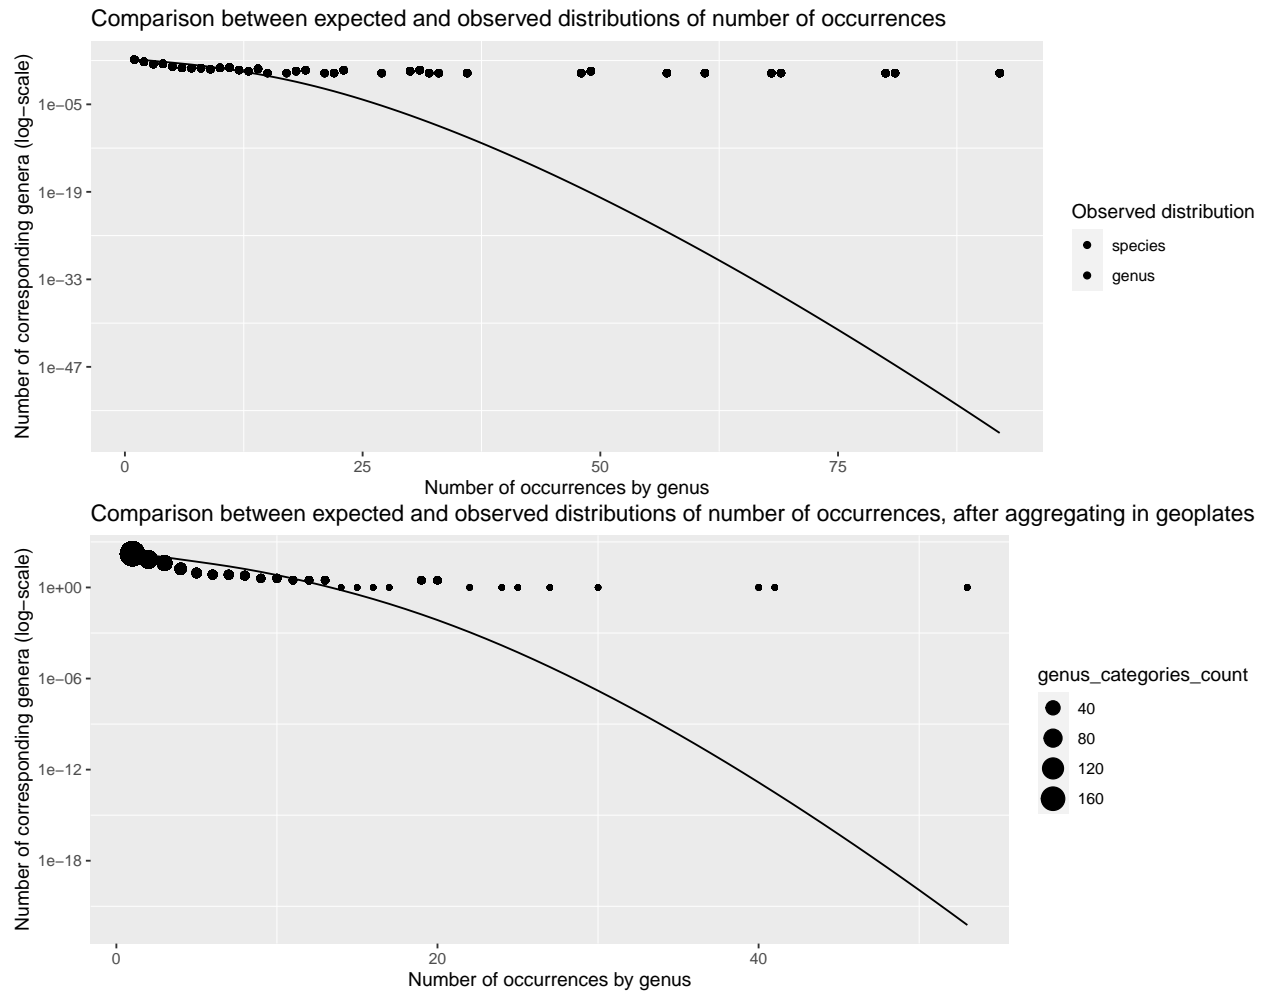 Comparison between expected and observed distributions of number of occurrences
Number of corresponding genera (log−scale)
1e−05
1e−19
1e−33
1e−47
0
25
50
75
Number of occurrences by genus
Observed distribution
species
genus
Comparison between expected and observed distributions of number of occurrences, after aggregating in geoplates
Number of corresponding genera (log−scale)
1e+00
1e−06
1e−12
1e−18
0
20
40
Number of occurrences by genus
genus_categories_count
40
80
120
160